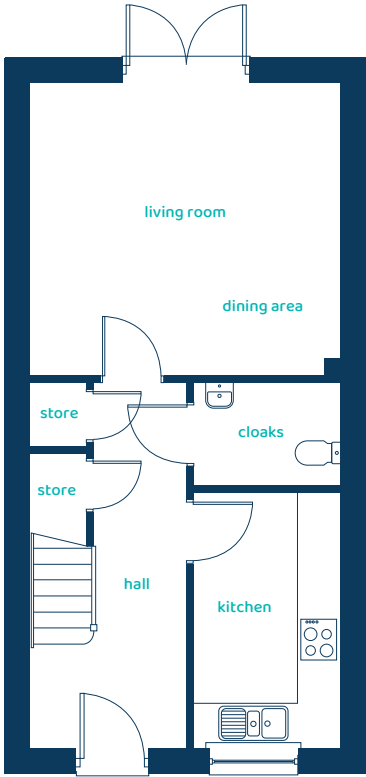 living room
dining area
store
cloaks
store
hall
kitchen